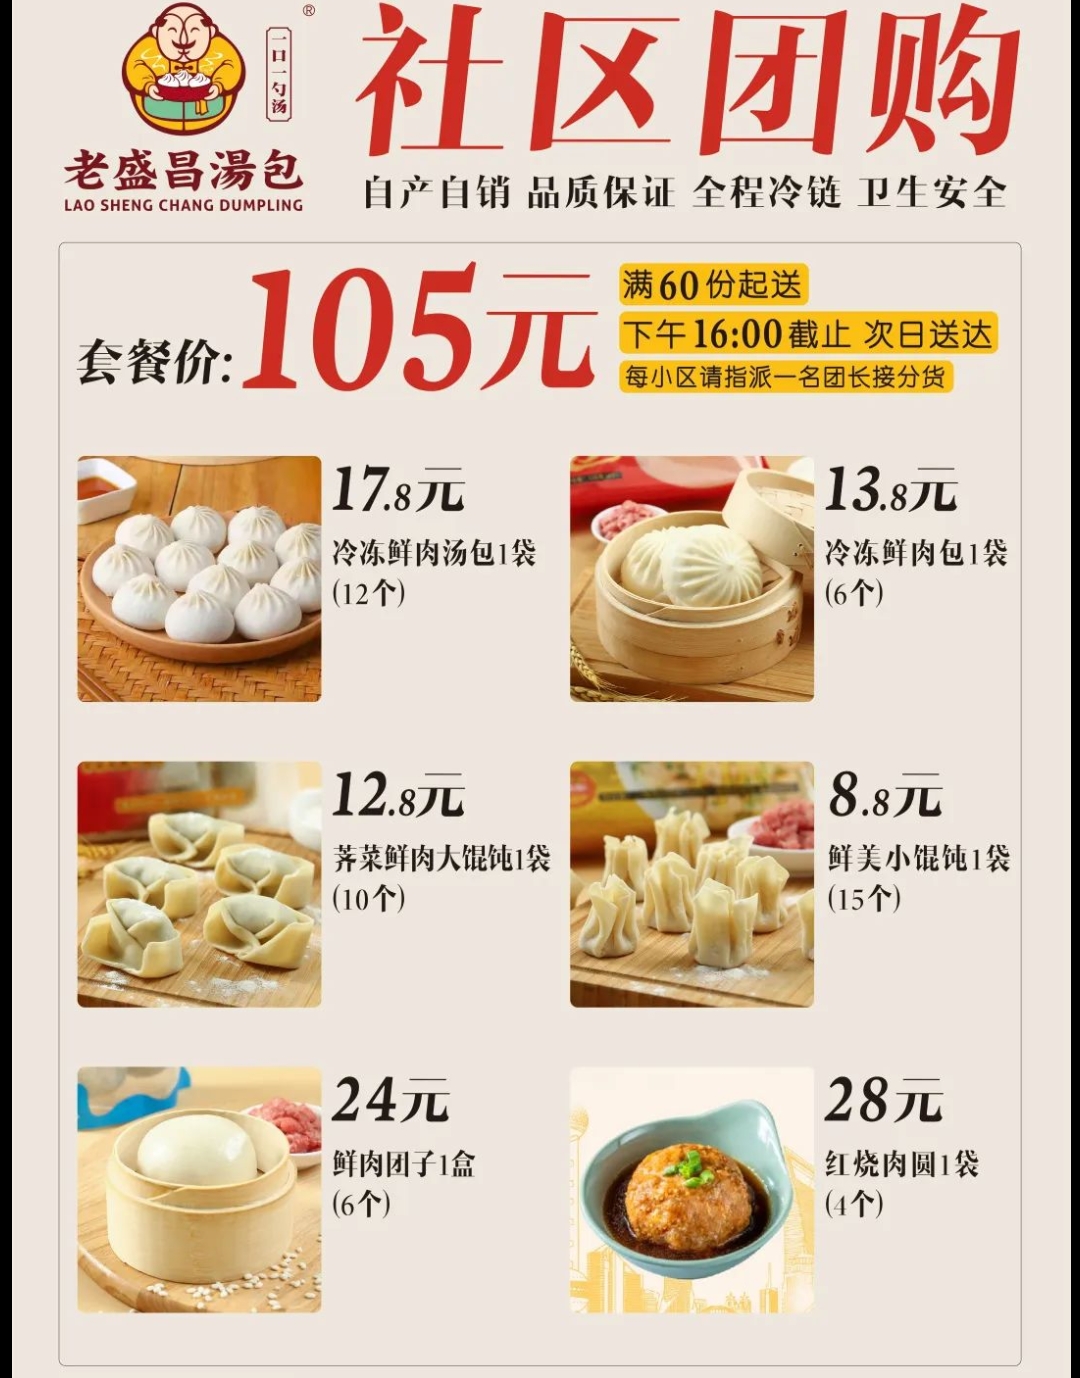 ®
一口一勺汤
老盛昌湯包
LAO SHENG CHANG DUMPLING
社区团购
自产自销 品质保证 全程冷链 卫生安全
套餐价:105元
满60份起送
下午16:00截止 次日送达
每小区请指派一名团长接分货
17.8元
冷冻鲜肉汤包1袋
(12个)
13.8元
冷冻鲜肉包1袋
(6个)
12.8元
荠菜鲜肉大馄饨1袋
(10个)
8.8元
鲜美小馄饨1袋
(15个)
24元
鲜肉团子1盒
(6个)
28元
红烧肉圆1袋
(4个)